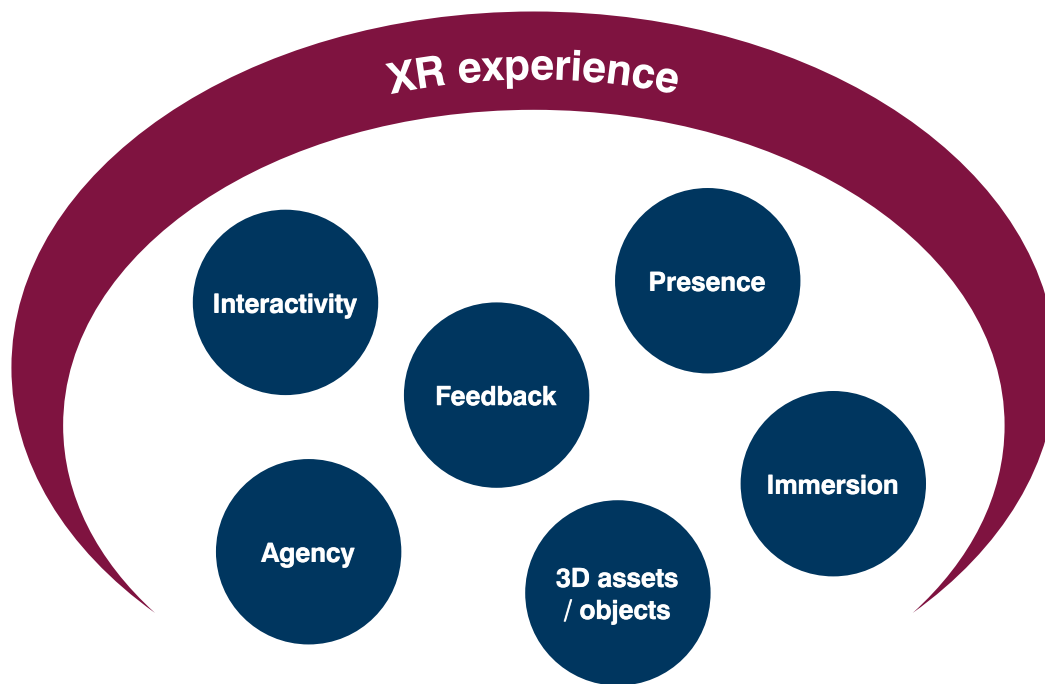 XR experience
Interactivity
Presence
Feedback
Immersion
Agency
3D assets
/ objects